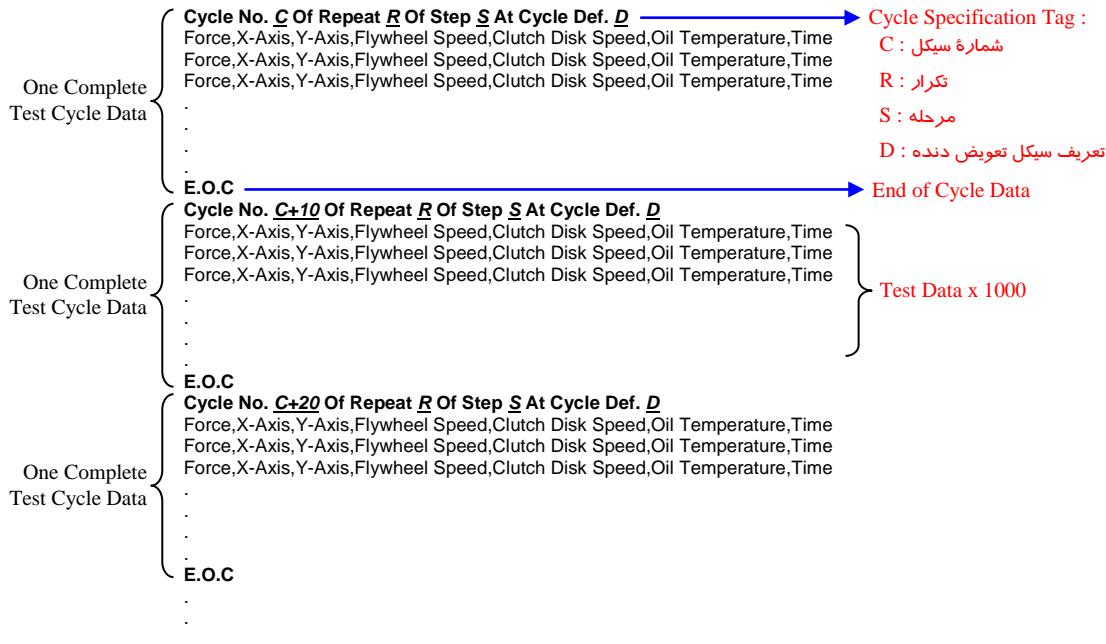 Cycle No. C Of Repeat R Of Step S At Cycle Def. D
Cycle Specification Tag :
Force,X-Axis,Y-Axis,Flywheel Speed,Clutch Disk Speed,Oil Temperature,Time
Force,X-Axis,Y-Axis,Flywheel Speed,Clutch Disk Speed,Oil Temperature,Time
Force,X-Axis,Y-Axis,Flywheel Speed,Clutch Disk Speed,Oil Temperature,Time
C : شمارهٔ سیکل
R : تکرار
S : مرحله
D : تعریف سیکل تعویض دنده
One Complete
Test Cycle Data
.
.
.
.
E.O.C
End of Cycle Data
Cycle No. C+10 Of Repeat R Of Step S At Cycle Def. D
Force,X-Axis,Y-Axis,Flywheel Speed,Clutch Disk Speed,Oil Temperature,Time
Force,X-Axis,Y-Axis,Flywheel Speed,Clutch Disk Speed,Oil Temperature,Time
Force,X-Axis,Y-Axis,Flywheel Speed,Clutch Disk Speed,Oil Temperature,Time
One Complete
Test Cycle Data
Test Data x 1000
.
.
.
.
E.O.C
Cycle No. C+20 Of Repeat R Of Step S At Cycle Def. D
Force,X-Axis,Y-Axis,Flywheel Speed,Clutch Disk Speed,Oil Temperature,Time
Force,X-Axis,Y-Axis,Flywheel Speed,Clutch Disk Speed,Oil Temperature,Time
Force,X-Axis,Y-Axis,Flywheel Speed,Clutch Disk Speed,Oil Temperature,Time
One Complete
Test Cycle Data
.
.
.
.
E.O.C
.
.